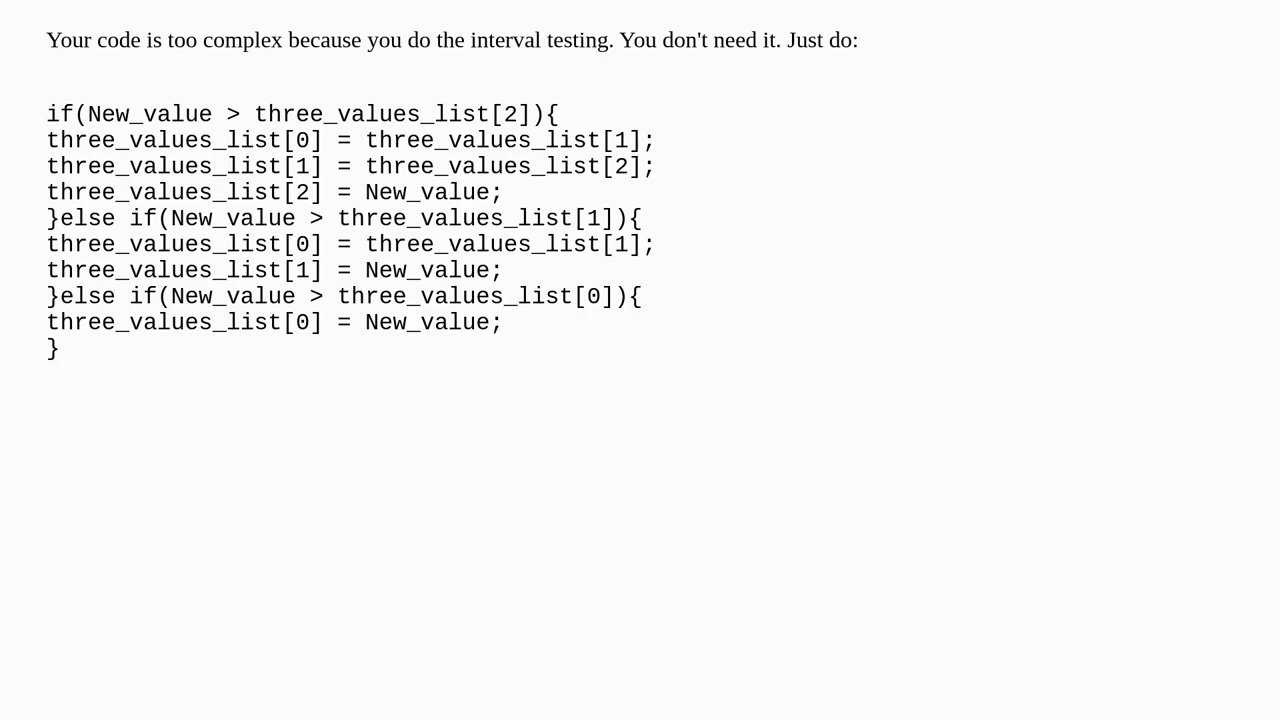 Your code is too complex because you do the interval testing. You don't need it. Just do:
if(New_value > three_values_list[2]){
three_values_list[0] = three_values_list[1];
three_values_list[1] = three_values_list[2];
three_values_list[2] = New_value;
}else if(New_value > three_values_list[1]){
three_values_list[0] = three_values_list[1];
three_values_list[1] = New_value;
}else if(New_value > three_values_list[0]){
three_values_list[0] = New_value;
}